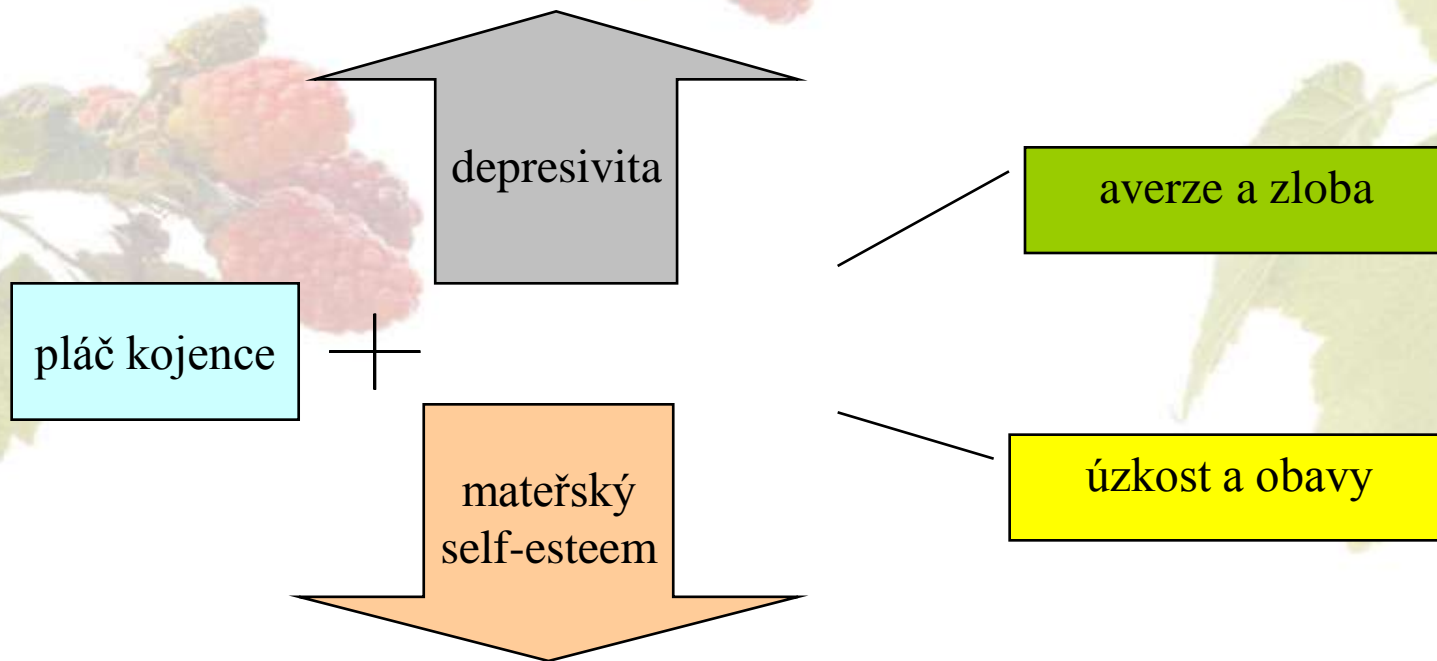 depresivita
averze a zloba
pláč kojence
mateřský
self-esteem
úzkost a obavy